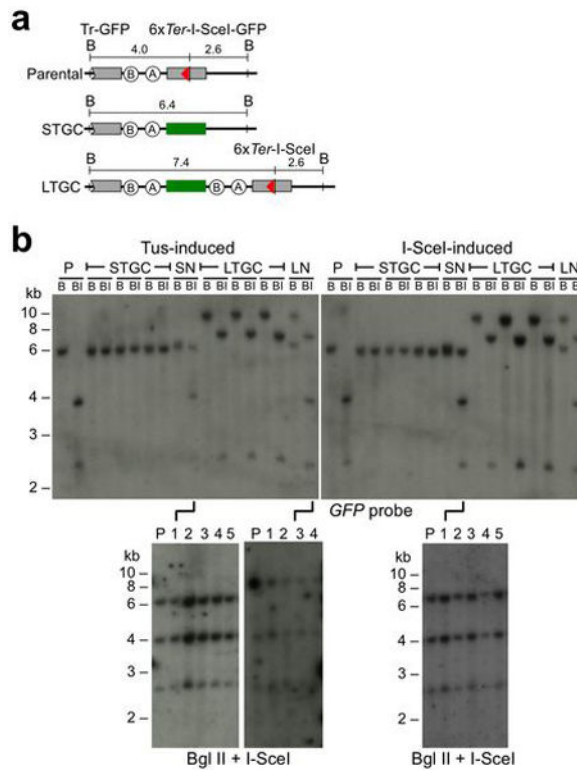 a
Tr-GFP 6xTer-I-SceI-GFP
B 4.0 2.6 B
Parental B A
6.4
B B
STGC B A
7.4 6xTer-I-SceI 2.6
B B
LTGC B A B A
b
Tus-induced I-SceI-induced
P STGC SN LTGC LN P STGC SN LTGC LN
kb B BI B BI B BI B BI B BI B BI B BI B BI B BI B BI B BI B BI B BI B BI B BI B BI B BI B BI
10
8
6
4
3
2
GFP probe
kb P 1 2 3 4 5 P 1 2 3 4 kb P 1 2 3 4 5
10 10
8 8
6 6
4 4
3 3
2 2
Bgl II + I-SceI Bgl II + I-SceI